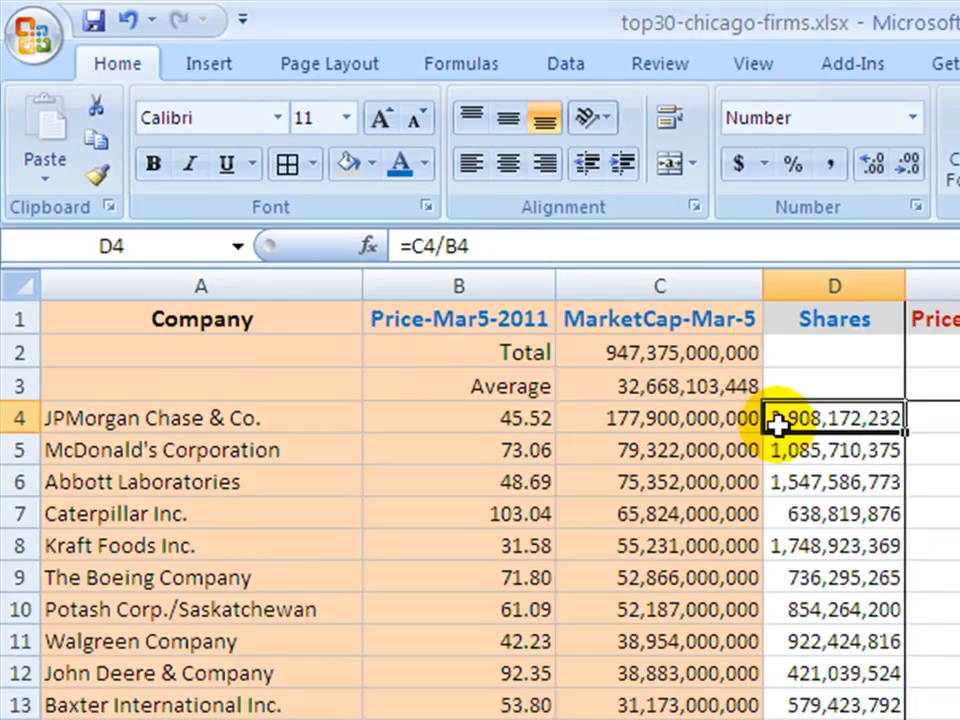 top30-chicago-firms.xlsx - Microsoft
Home Insert Page Layout Formulas Data Review View Add-Ins Get
Calibri 11 A A Number
Paste B I U A $ % , .0 .00 .00 .0
Clipboard Font Alignment Number
D4 fx =C4/B4
A B C D
1 Company Price-Mar5-2011 MarketCap-Mar-5 Shares Price
2 Total 947,375,000,000
3 Average 32,668,103,448
4 JPMorgan Chase & Co. 45.52 177,900,000,000 ,908,172,232
5 McDonald's Corporation 73.06 79,322,000,000 1,085,710,375
6 Abbott Laboratories 48.69 75,352,000,000 1,547,586,773
7 Caterpillar Inc. 103.04 65,824,000,000 638,819,876
8 Kraft Foods Inc. 31.58 55,231,000,000 1,748,923,369
9 The Boeing Company 71.80 52,866,000,000 736,295,265
10 Potash Corp./Saskatchewan 61.09 52,187,000,000 854,264,200
11 Walgreen Company 42.23 38,954,000,000 922,424,816
12 John Deere & Company 92.35 38,883,000,000 421,039,524
13 Baxter International Inc. 53.80 31,173,000,000 579,423,792